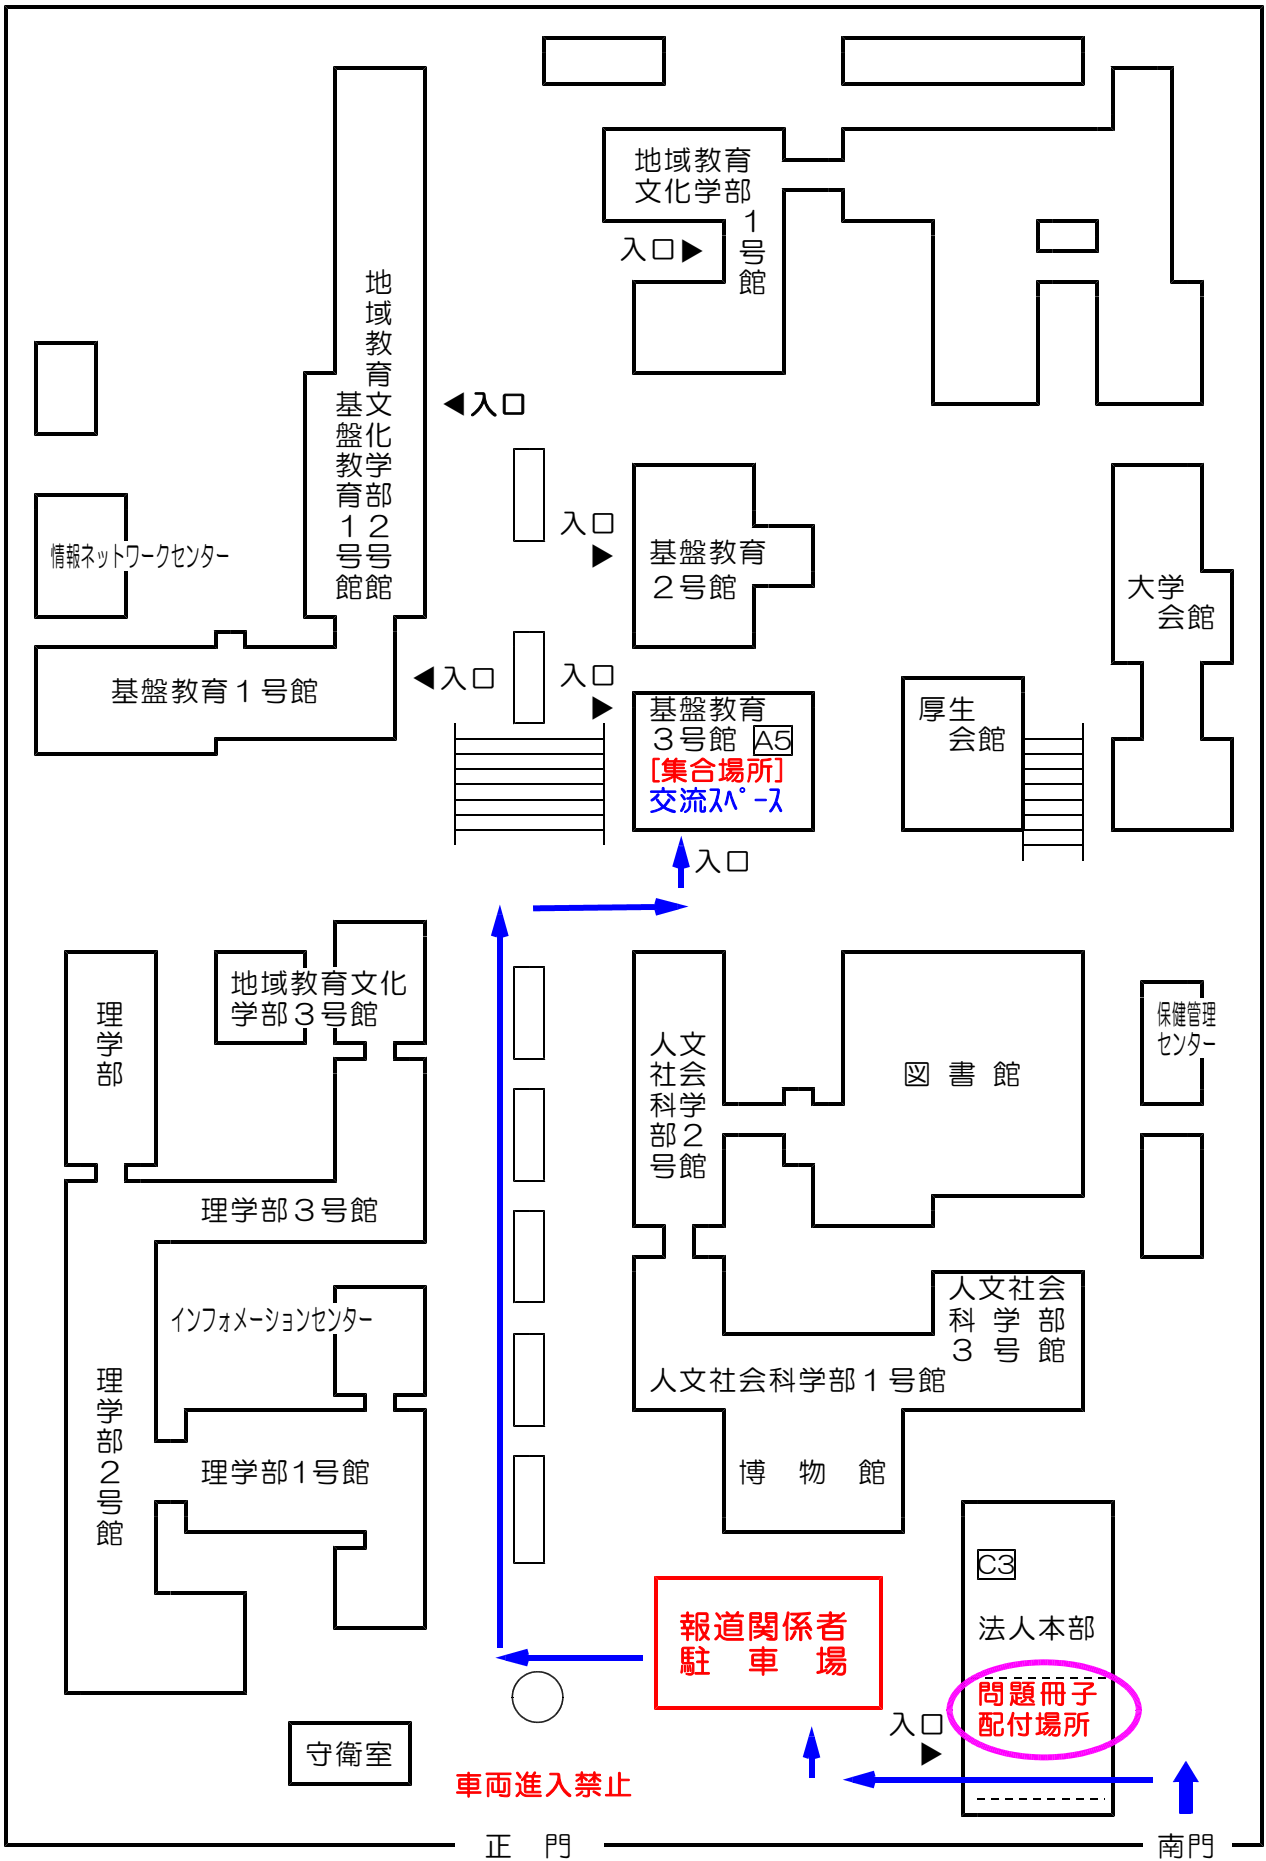 地域教育
文化学部
1号館
入口▶
地域教育文化学部2号館
基盤教育1号館
◀入口
情報ネットワークセンター
入口
▶
基盤教育
２号館
大学
会館
基盤教育１号館
◀入口
入口
▶
基盤教育
３号館 A5
[集合場所]
交流ｽﾍﾟｰｽ
厚生
会館
入口
理学部
地域教育文化
学部３号館
人文社会科学部２号館
図書館
保健管理
センター
理学部３号館
インフォメーションセンター
人文社会
科学部
３号館
人文社会科学部１号館
理学部２号館
理学部1号館
博物館
C3
法人本部
報道関係者
駐車場
問題冊子
配付場所
入口
▶
守衛室
車両進入禁止
正門
南門